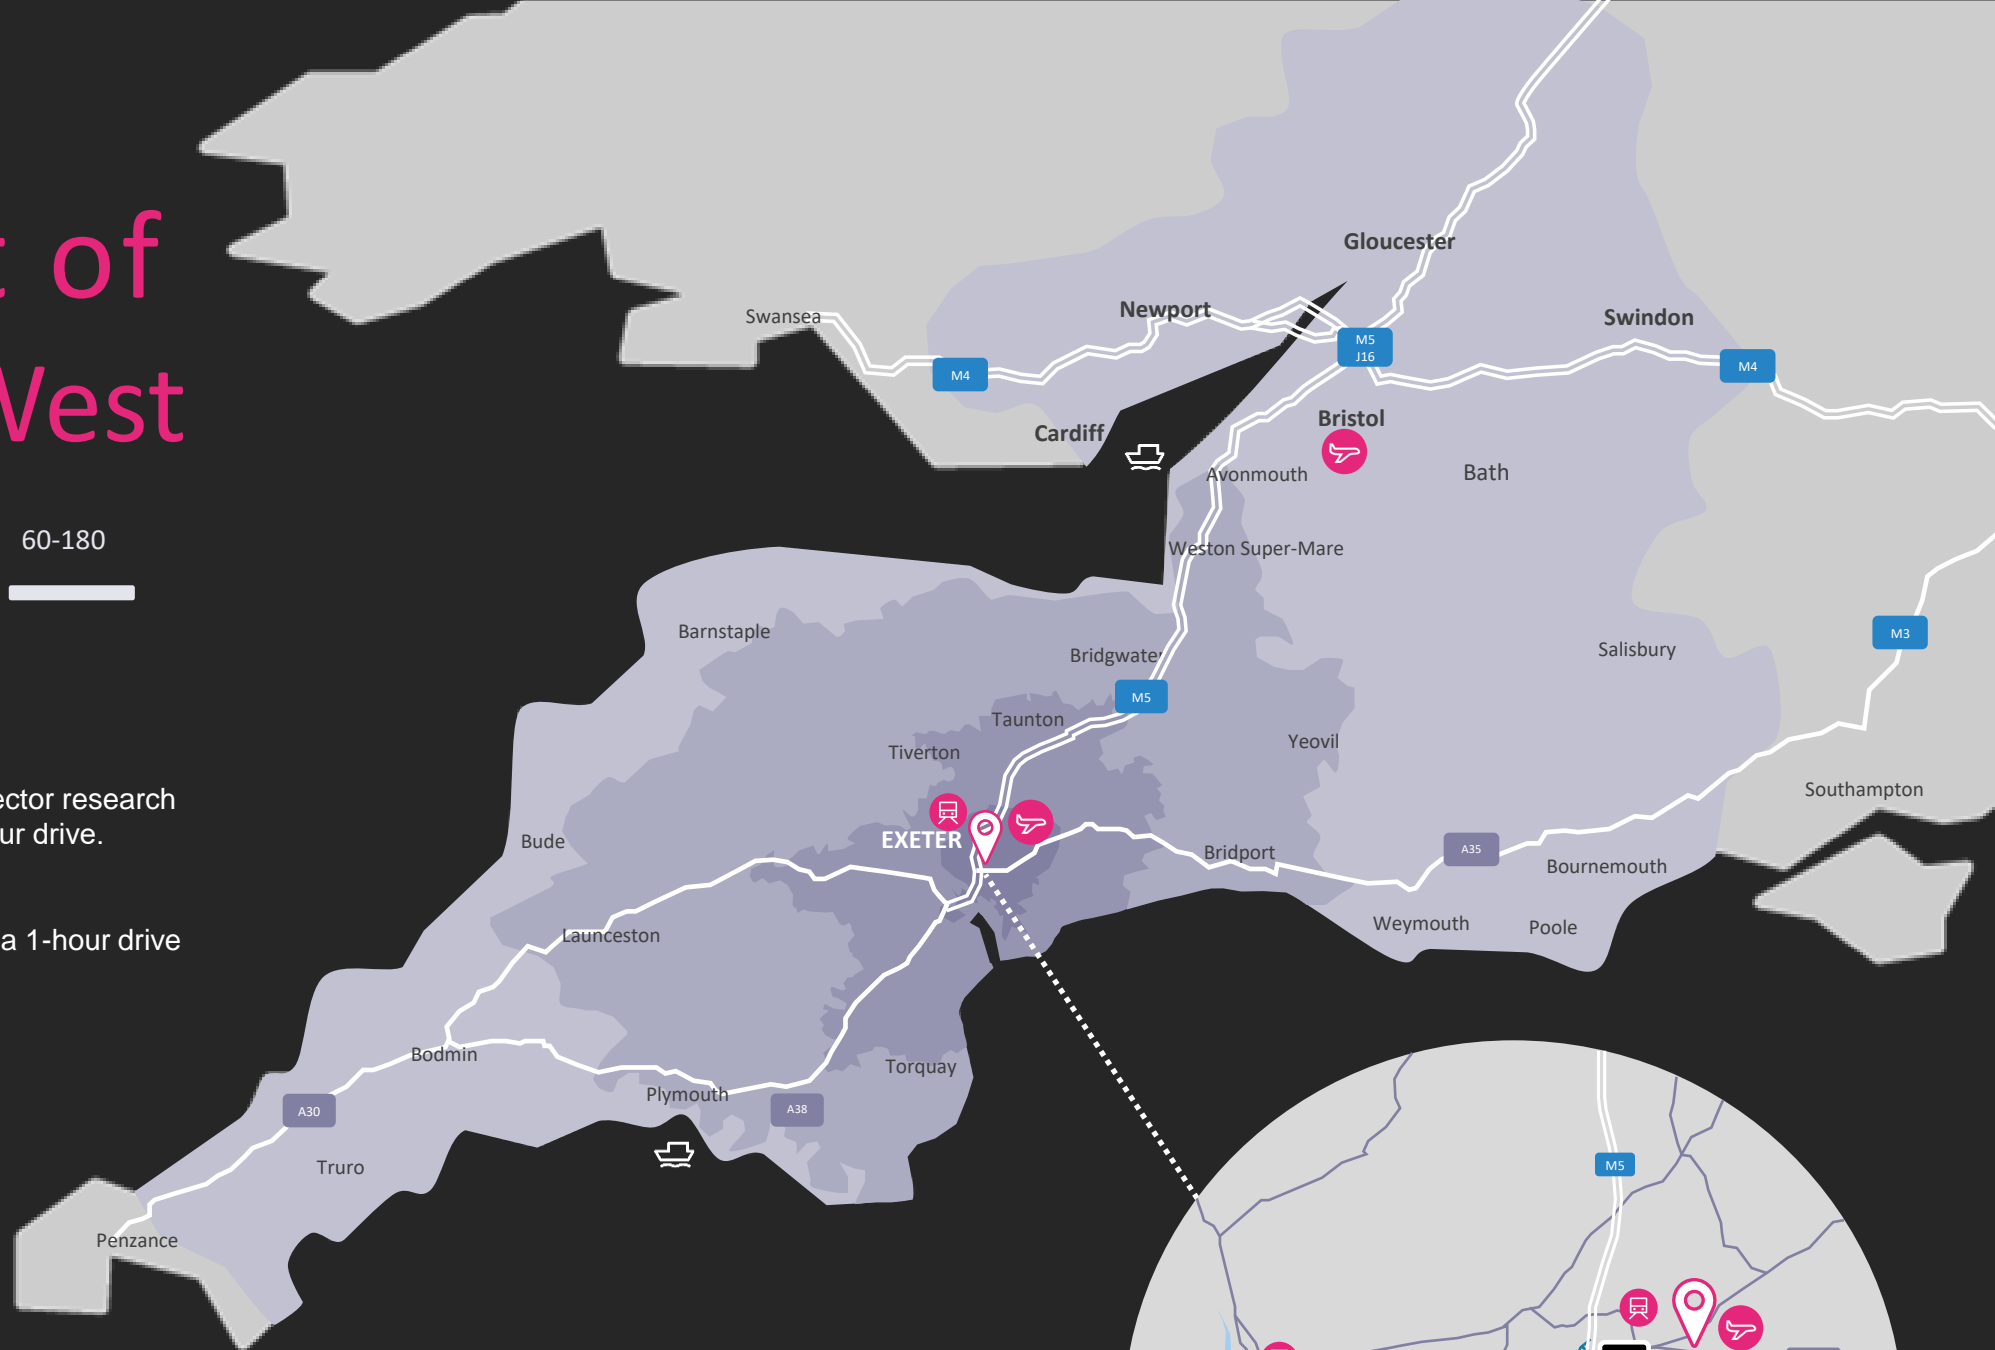 of
West
60-180
ector research
ur drive.
a 1-hour drive
Gloucester
Newport
Swansea
Swindon
M5
J16
M4
M4
Bristol
Cardiff
Avonmouth
Bath
Weston Super-Mare
Barnstaple
M3
Salisbury
Bridgwater
M5
Taunton
Tiverton
Yeovil
Southampton
EXETER
Bude
Bridport
A35
Bournemouth
Launceston
Weymouth
Poole
Bodmin
Torquay
Plymouth
A30
A38
Truro
M5
Penzance